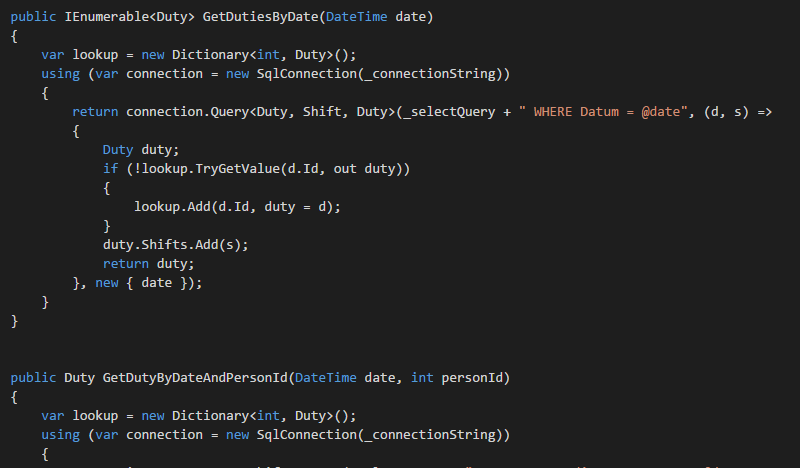 public IEnumerable<Duty> GetDutiesByDate(DateTime date)
{
    var lookup = new Dictionary<int, Duty>();
    using (var connection = new SqlConnection(_connectionString))
    {
        return connection.Query<Duty, Shift, Duty>(_selectQuery + " WHERE Datum = @date", (d, s) =>
        {
            Duty duty;
            if (!lookup.TryGetValue(d.Id, out duty))
            {
                lookup.Add(d.Id, duty = d);
            }
            duty.Shifts.Add(s);
            return duty;
        }, new { date });
    }
}
public Duty GetDutyByDateAndPersonId(DateTime date, int personId)
{
    var lookup = new Dictionary<int, Duty>();
    using (var connection = new SqlConnection(_connectionString))
    {